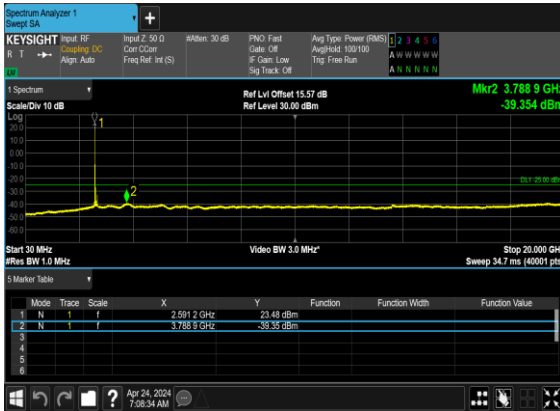 Spectrum Analyzer 1
Swept SA
+
KEYSIGHT
R T
LXI
Input: RF
Coupling: DC
Align: Auto
Input Z: 50 Ω
Corr CCorr
Freq Ref: Int (S)
#Atten: 30 dB
PNO: Fast
Gate: Off
IF Gain: Low
Sig Track: Off
Avg Type: Power (RMS)
Avg|Hold: 100/100
Trig: Free Run
1 2 3 4 5 6
A W W W W W
A N N N N N
1 Spectrum
Scale/Div 10 dB
Ref Lvl Offset 15.57 dB
Ref Level 30.00 dBm
Mkr2 3.788 9 GHz
-39.354 dBm
Log
20.0
10.0
0.00
-10.0
-20.0
-30.0
-40.0
-50.0
-60.0
1
2
DL1 -25.00 dBm
Start 30 MHz
#Res BW 1.0 MHz
Video BW 3.0 MHz*
Stop 20.000 GH
Sweep 34.7 ms (40001 pts
5 Marker Table
Mode Trace Scale X Y Function Function Width Function Value
1 N 1 f 2.591 2 GHz 23.48 dBm
2 N 1 f 3.788 9 GHz -39.35 dBm
3
4
5
6
?
Apr 24, 2024
7:08:34 AM